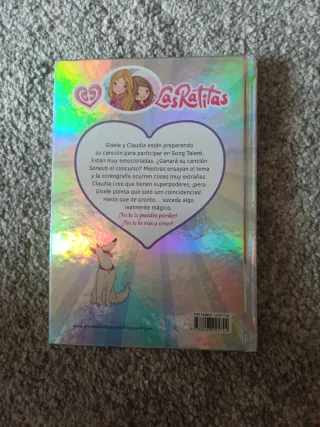 LasRatitas
Gisele y Claudia están preparando
su canción para participar en Song Talent.
Están muy emocionadas. ¿Ganará su canción
Soneud el concurso? Mientras ensayan el tema
y la coreografía ocurren cosas muy extrañas.
Claudia cree que tienen superpoderes, ¡pero
Gisele piensa que solo son coincidencias!
Hasta que de pronto... sucede algo
realmente mágico.
¡No te lo puedes perder!
¡No te lo vas a creer!